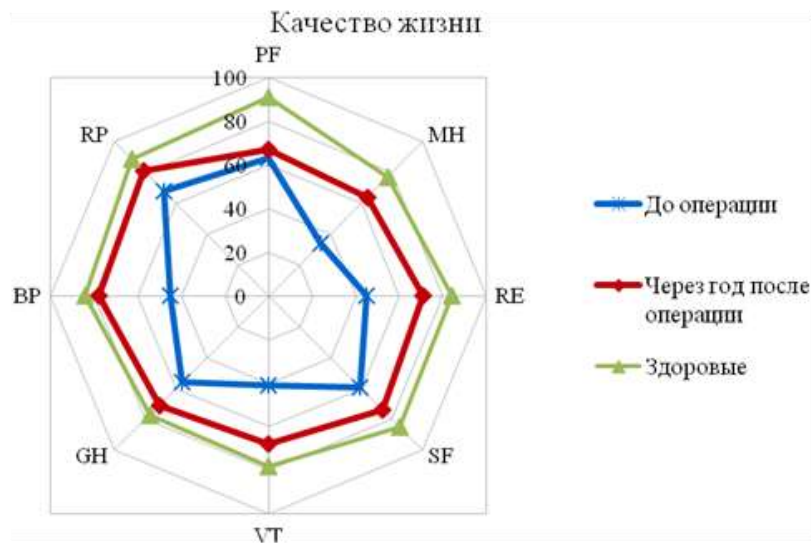 Качество жизни
PF
100
RP
80
MH
60
40
20
BP
0
RE
GH
SF
VT
До операции
Через год после
операции
Здоровые